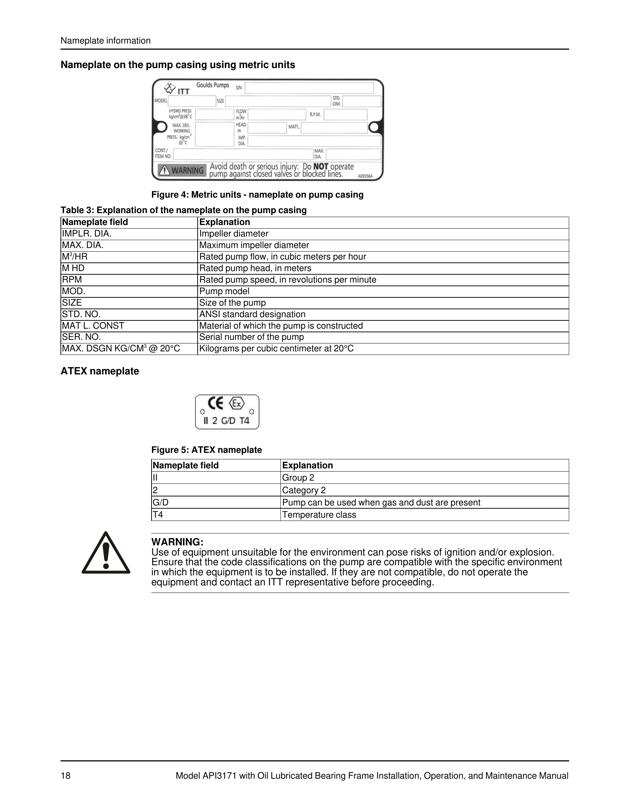 Nameplate information
Nameplate on the pump casing using metric units
ITT Goulds Pumps S/N
MODEL SIZE STD. DIM.
HYDRO PRESS. kg/cm²@38°C FLOW m³/hr R.P.M.
MAX. DES. WORKING PRESS. kg/cm² @°C HEAD m MAT'L.
IMP. DIA.
CONT./ ITEM NO. MAX. DIA.
WARNING Avoid death or serious injury: Do NOT operate
pump against closed valves or blocked lines.
Figure 4: Metric units - nameplate on pump casing
Table 3: Explanation of the nameplate on the pump casing
Nameplate field Explanation
IMPLR. DIA. Impeller diameter
MAX. DIA. Maximum impeller diameter
M³/HR Rated pump flow, in cubic meters per hour
M HD Rated pump head, in meters
RPM Rated pump speed, in revolutions per minute
MOD. Pump model
SIZE Size of the pump
STD. NO. ANSI standard designation
MAT L. CONST Material of which the pump is constructed
SER. NO. Serial number of the pump
MAX. DSGN KG/CM³ @ 20°C Kilograms per cubic centimeter at 20°C
ATEX nameplate
CE Ex
II 2 G/D T4
Figure 5: ATEX nameplate
Nameplate field Explanation
II Group 2
2 Category 2
G/D Pump can be used when gas and dust are present
T4 Temperature class
WARNING:
Use of equipment unsuitable for the environment can pose risks of ignition and/or explosion.
Ensure that the code classifications on the pump are compatible with the specific environment
in which the equipment is to be installed. If they are not compatible, do not operate the
equipment and contact an ITT representative before proceeding.
18 Model API3171 with Oil Lubricated Bearing Frame Installation, Operation, and Maintenance Manual